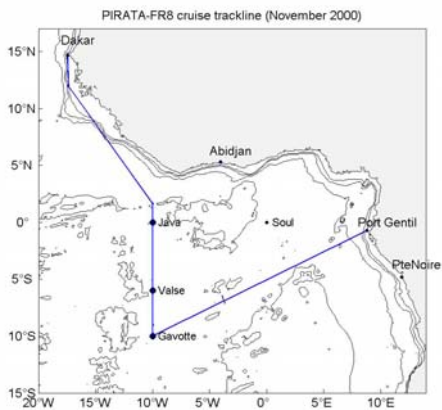 PIRATA-FR8 cruise trackline (November 2000)
Dakar
15°N
10°N
Abidjan
5°N
0°
Java
Soul
Port Gentil
PteNoire
5°S
Valse
10°S
Gavotte
15°S
20°W 15°W 10°W 5°W 0° 5°E 10°E